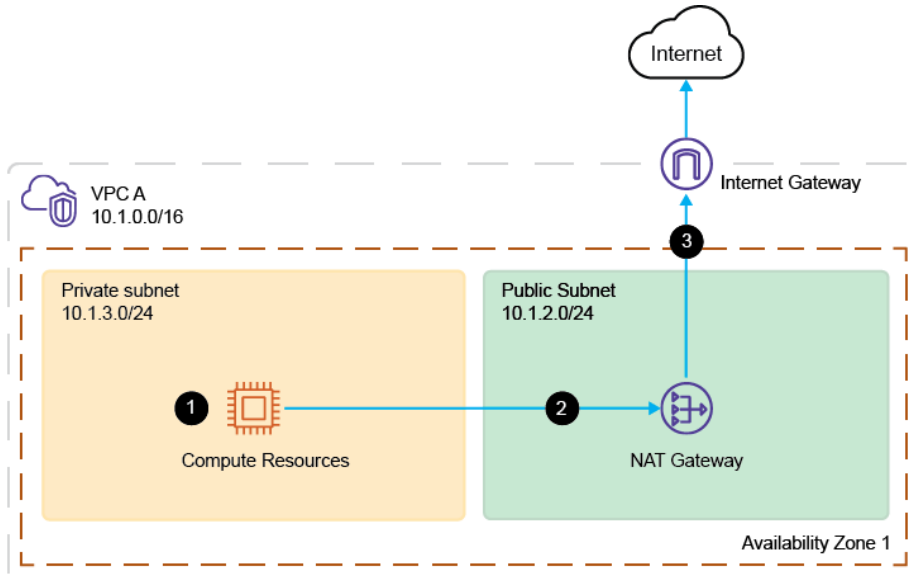 Internet
Internet Gateway
VPC A
10.1.0.0/16
3
Private subnet
10.1.3.0/24
Public Subnet
10.1.2.0/24
1
2
Compute Resources
NAT Gateway
Availability Zone 1